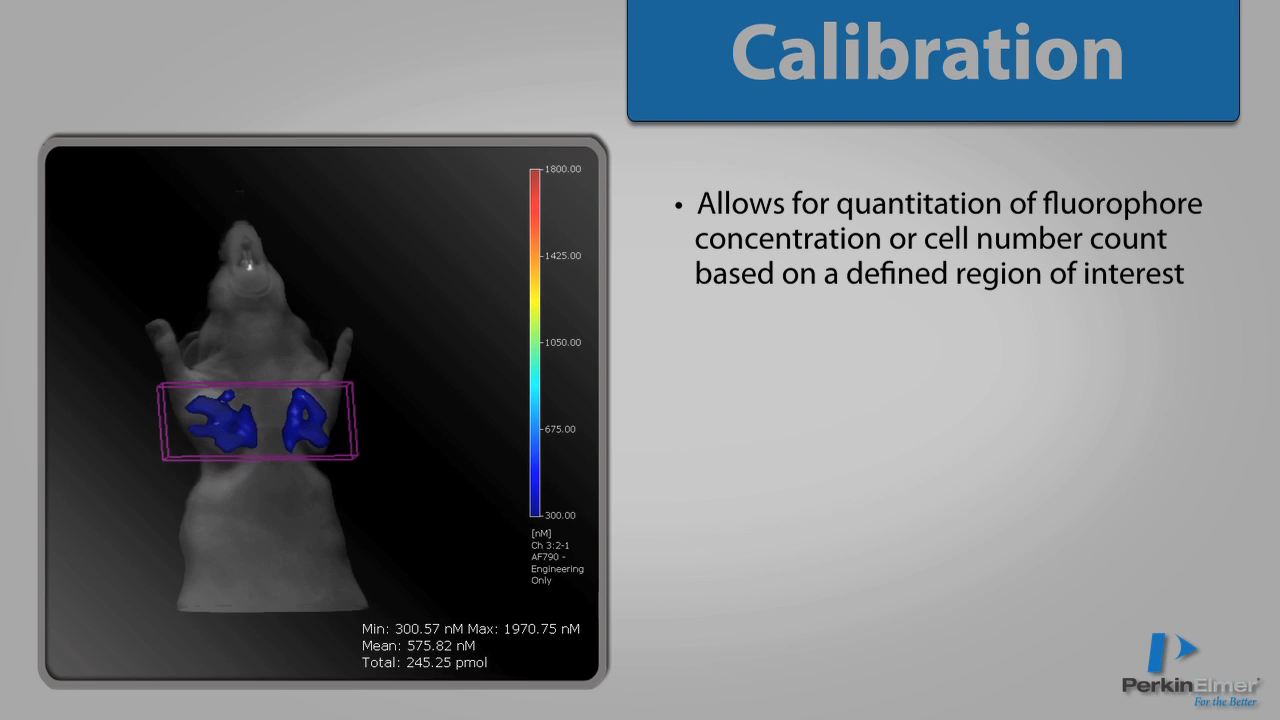 Calibration
• Allows for quantitation of fluorophore
concentration or cell number count
based on a defined region of interest
1800.00
1425.00
1050.00
675.00
300.00
[nM]
Ch 3:2-1
AF790 -
Engineering
Only
Min: 300.57 nM Max: 1970.75 nM
Mean: 575.82 nM
Total: 245.25 pmol
PerkinElmer
For the Better